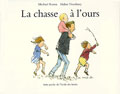 Michael Rosen   Helen Oxenbury
La chasse à l'ours